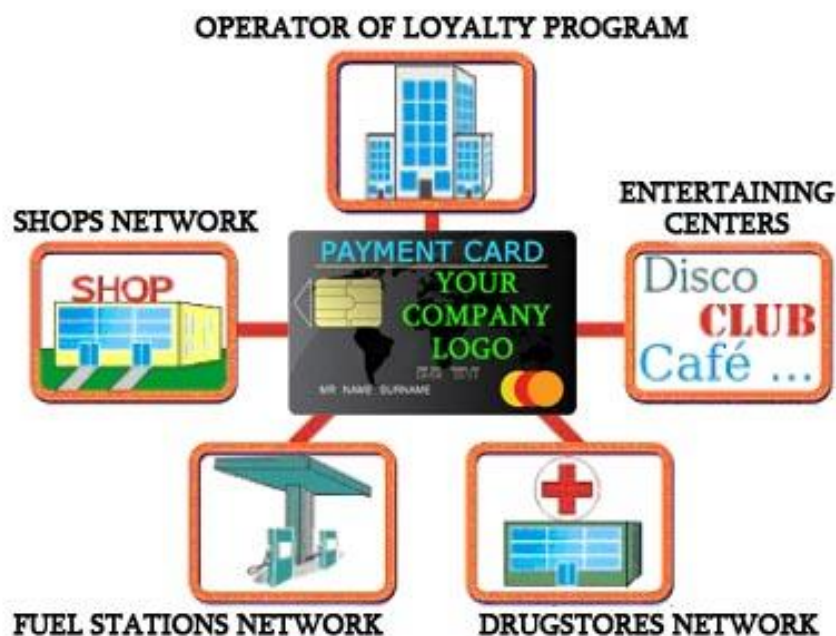 OPERATOR OF LOYALTY PROGRAM
SHOPS NETWORK
SHOP
ENTERTAINING
CENTERS
Disco
CLUB
Café ...
PAYMENT CARD
YOUR
COMPANY
LOGO
MR NAME SURNAME
FUEL STATIONS NETWORK
DRUGSTORES NETWORK